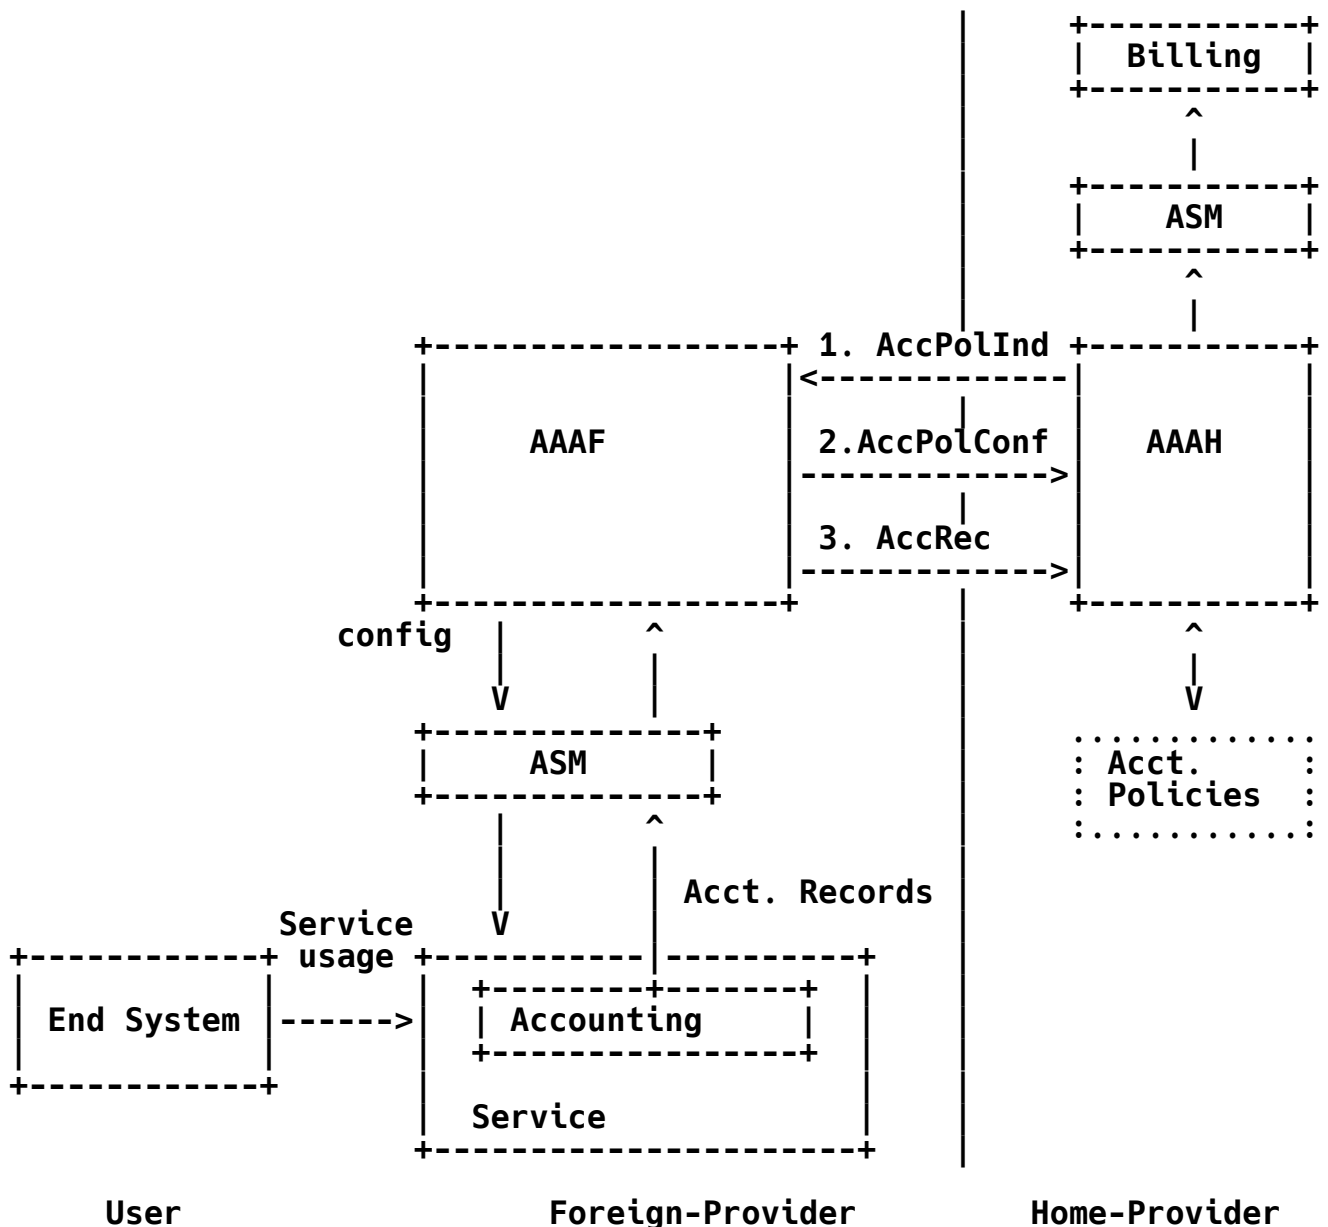 Billing
ASM
1. AccPolInd
AAAF
2.AccPolConf
AAAH
3. AccRec
config
ASM
Acct.
Policies
Acct. Records
Service
usage
End System
Accounting
Service
User
Foreign-Provider
Home-Provider